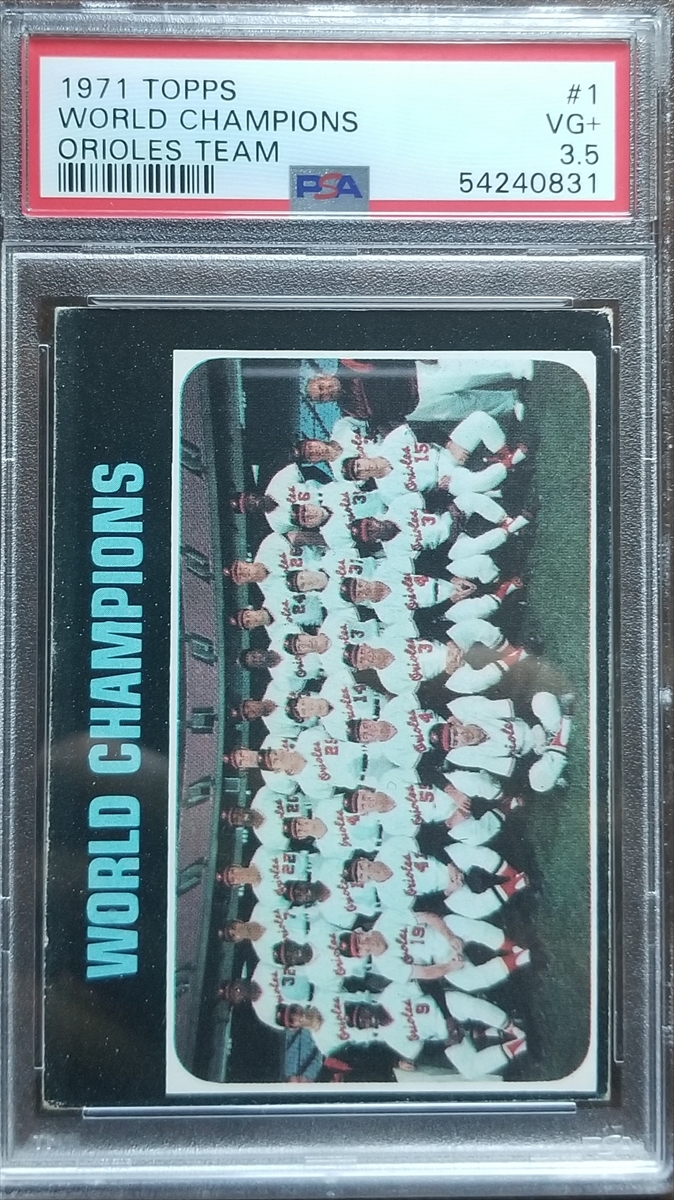 1971 TOPPS #1
WORLD CHAMPIONS VG+
ORIOLES TEAM 3.5
PSA 54240831
WORLD CHAMPIONS